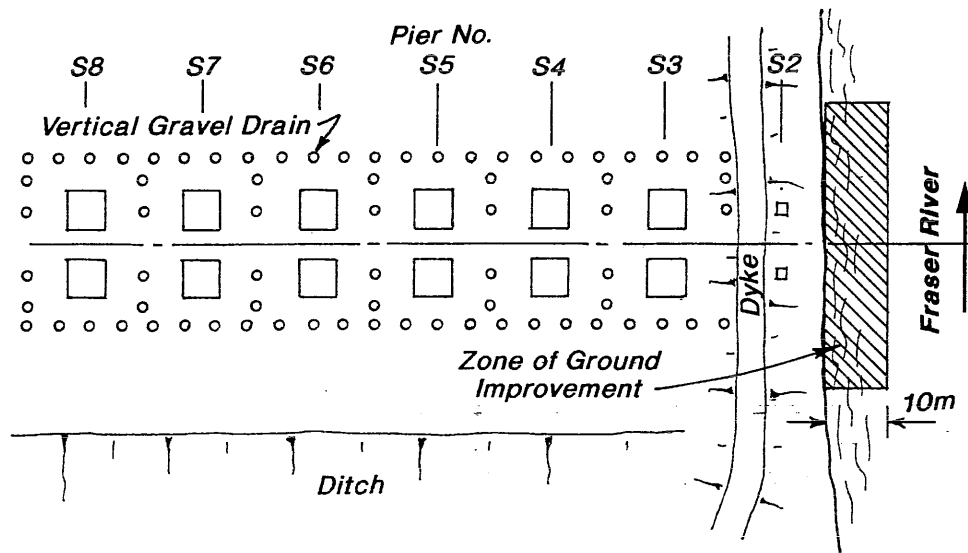 Pier No.
S8 S7 S6 S5 S4 S3 S2
Vertical Gravel Drain
Dyke
Fraser River
Zone of Ground
Improvement
10m
Ditch